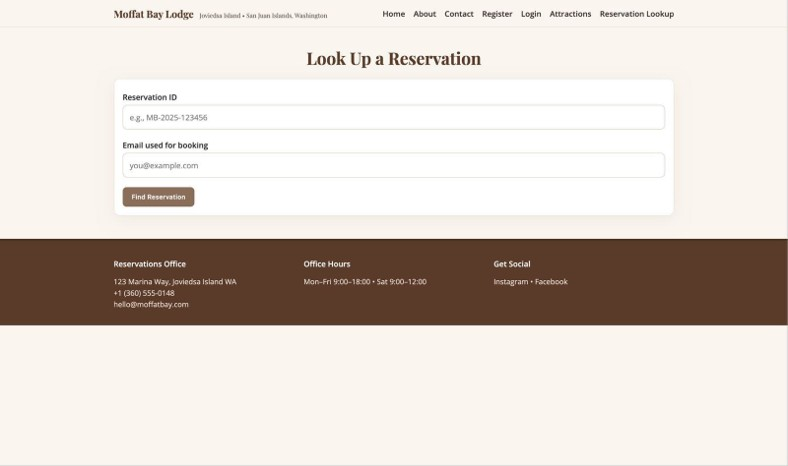 Moffat Bay Lodge Joviedsa Island • San Juan Islands, Washington
Home About Contact Register Login Attractions Reservation Lookup
Look Up a Reservation
Reservation ID
e.g., MB-2025-123456
Email used for booking
you@example.com
Find Reservation
Reservations Office
123 Marina Way, Joviedsa Island WA
+1 (360) 555-0148
hello@moffatbay.com
Office Hours
Mon–Fri 9:00–18:00 • Sat 9:00–12:00
Get Social
Instagram • Facebook